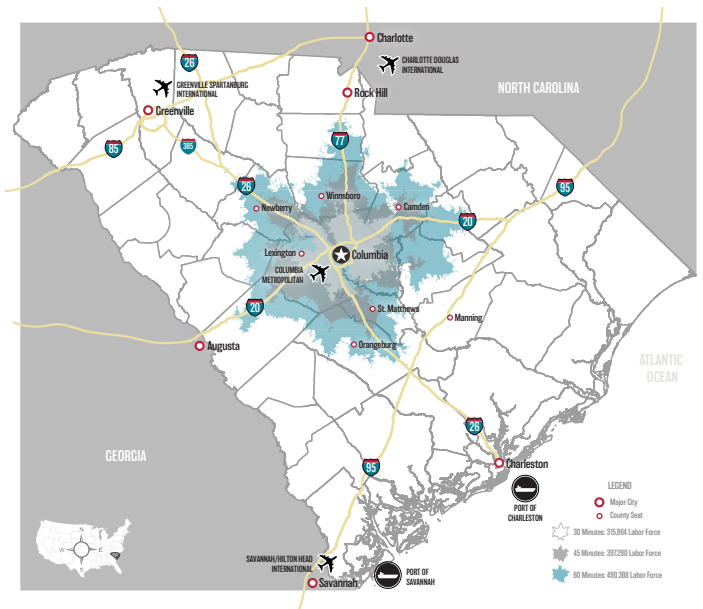 Charlotte
CHARLOTTE DOUGLAS
INTERNATIONAL
26
GREENVILLE SPARTANBURG
INTERNATIONAL
NORTH CAROLINA
Rock Hill
Greenville
77
85
385
26
95
Winnsboro
Newberry
Camden
20
Lexington
Columbia
COLUMBIA
METROPOLITAN
20
St. Matthews
Manning
Augusta
Orangeburg
ATLANTIC
OCEAN
26
GEORGIA
95
Charleston
LEGEND
Major City
County Seat
PORT OF
CHARLESTON
30 Minutes: 315,864 Labor Force
45 Minutes: 397,290 Labor Force
60 Minutes: 490,388 Labor Force
N
W
E
S
SAVANNAH/HILTON HEAD
INTERNATIONAL
PORT OF
SAVANNAH
Savannah